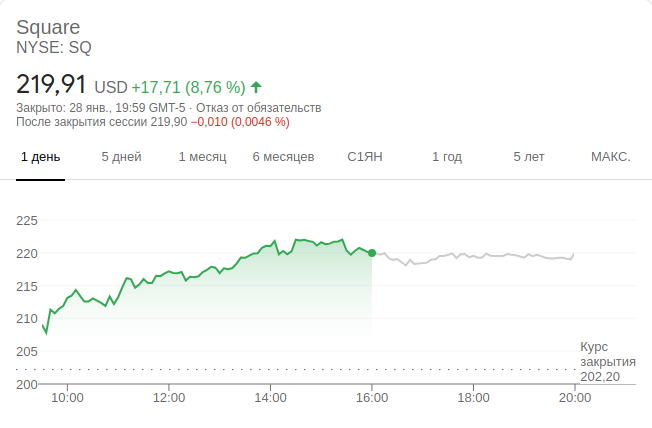 Square
NYSE: SQ
219,91 USD +17,71 (8,76 %)
Закрыто: 28 янв., 19:59 GMT-5 · Отказ от обязательств
После закрытия сессии 219,90 −0,010 (0,0046 %)
1 день 5 дней 1 месяц 6 месяцев С1ЯН 1 год 5 лет МАКС.
225
220
215
210
205
200
Курс
закрытия
202,20
10:00 12:00 14:00 16:00 18:00 20:00